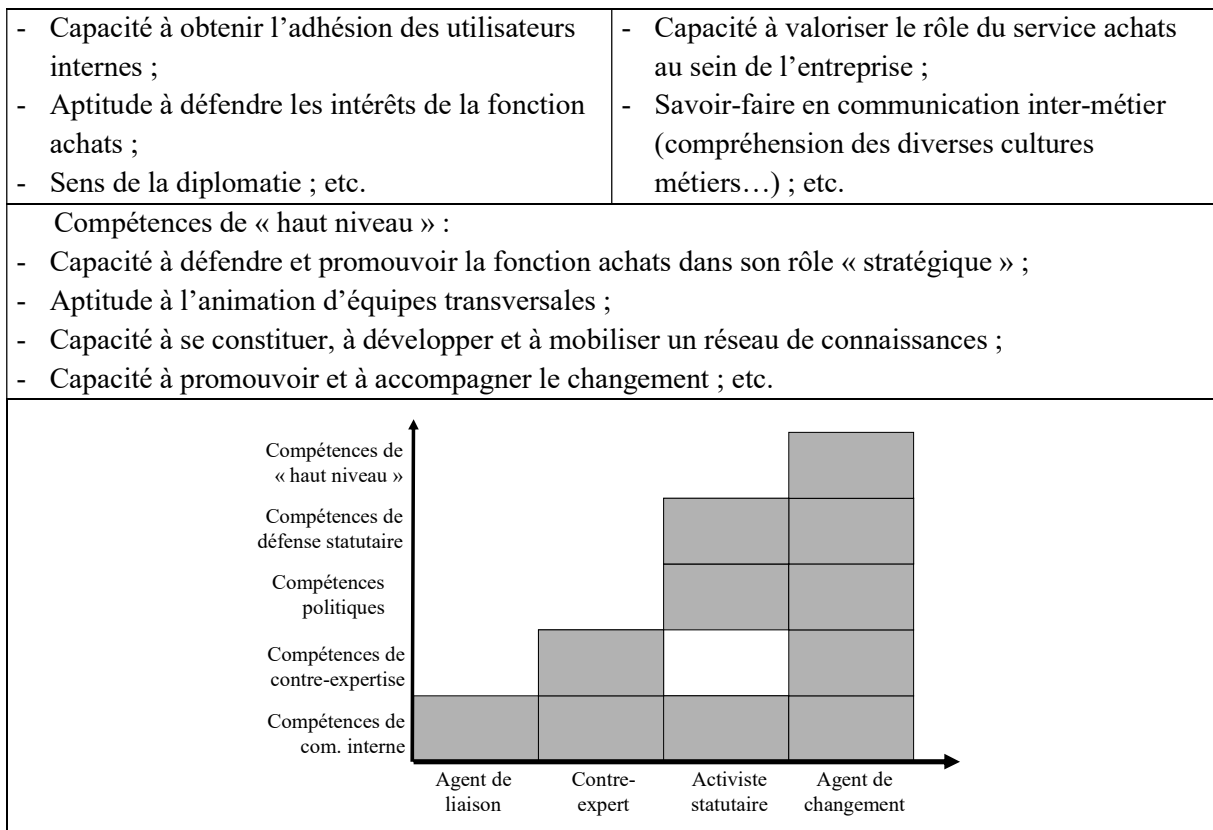 - Capacité à obtenir l’adhésion des utilisateurs
internes ;
- Aptitude à défendre les intérêts de la fonction
achats ;
- Sens de la diplomatie ; etc.
- Capacité à valoriser le rôle du service achats
au sein de l’entreprise ;
- Savoir-faire en communication inter-métier
(compréhension des diverses cultures
métiers…) ; etc.
Compétences de « haut niveau » :
- Capacité à défendre et promouvoir la fonction achats dans son rôle « stratégique » ;
- Aptitude à l’animation d’équipes transversales ;
- Capacité à se constituer, à développer et à mobiliser un réseau de connaissances ;
- Capacité à promouvoir et à accompagner le changement ; etc.
Compétences de
« haut niveau »
Compétences de
défense statutaire
Compétences
politiques
Compétences de
contre-expertise
Compétences de
com. interne
Agent de
liaison
Contre-
expert
Activiste
statutaire
Agent de
changement